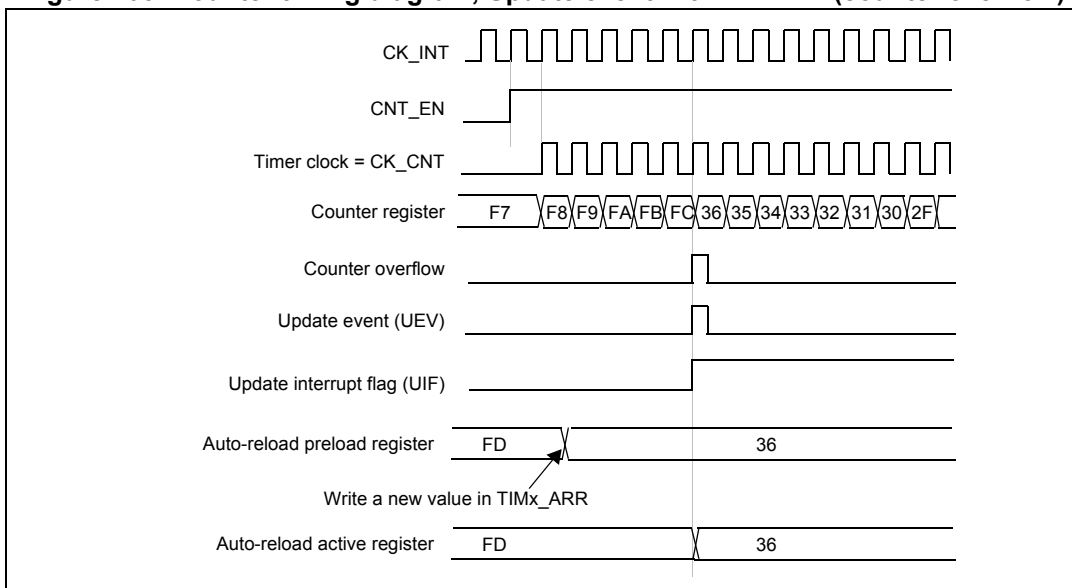 CK_INT
CNT_EN
Timer clock = CK_CNT
Counter register F7 F8 F9 FA FB FC 36 35 34 33 32 31 30 2F
Counter overflow
Update event (UEV)
Update interrupt flag (UIF)
Auto-reload preload register FD 36
Write a new value in TIMx_ARR
Auto-reload active register FD 36